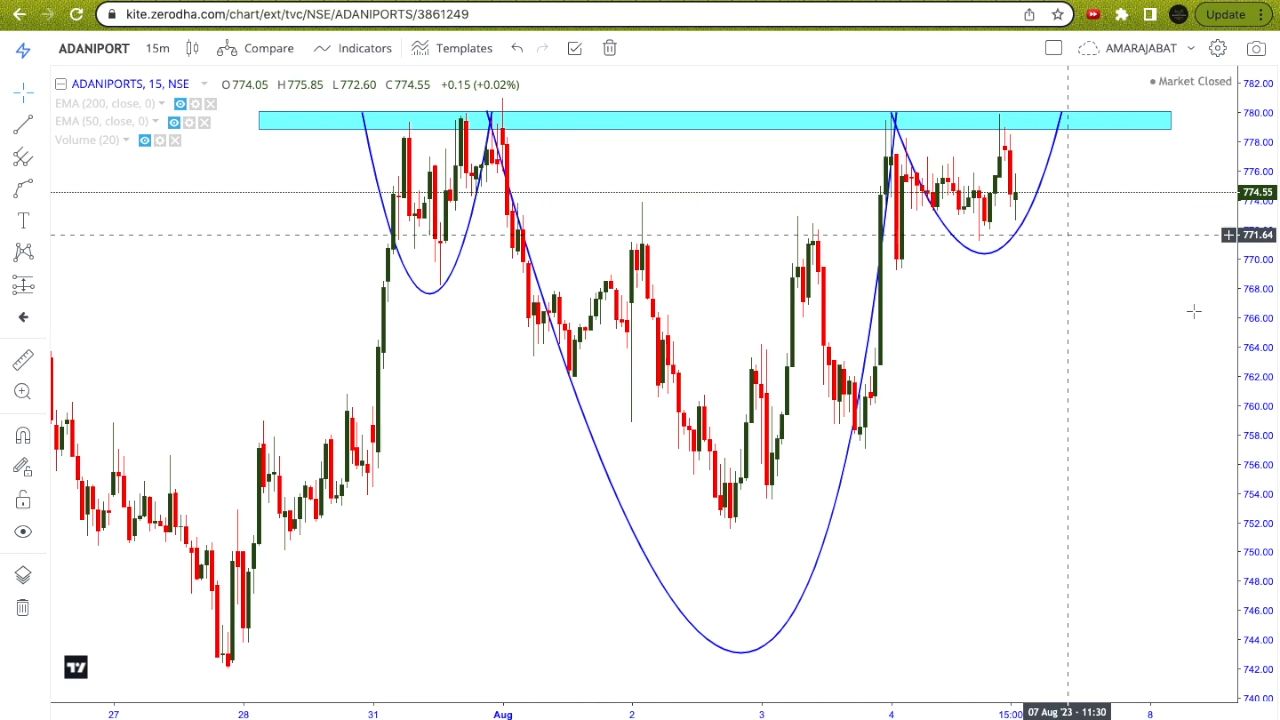 kite.zerodha.com/chart/ext/tvc/NSE/ADANIPORTS/3861249
Update
ADANIPORT 15m Compare Indicators Templates AMARAJABAT
ADANIPORTS, 15, NSE O774.05 H775.85 L772.60 C774.55 +0.15 (+0.02%)
Market Closed
EMA (200, close, 0)
EMA (50, close, 0)
Volume (20)
782.00
780.00
778.00
776.00
774.55
774.00
771.64
770.00
768.00
766.00
764.00
762.00
760.00
758.00
756.00
754.00
752.00
750.00
748.00
746.00
744.00
742.00
740.00
27 28 31 Aug 2 3 4 15:00 07 Aug '23 - 11:30 8